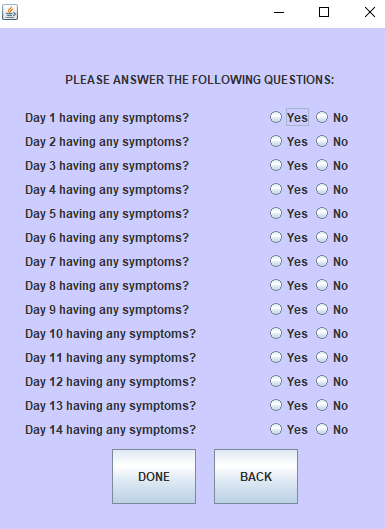 PLEASE ANSWER THE FOLLOWING QUESTIONS:
Day 1 having any symptoms? Yes No
Day 2 having any symptoms? Yes No
Day 3 having any symptoms? Yes No
Day 4 having any symptoms? Yes No
Day 5 having any symptoms? Yes No
Day 6 having any symptoms? Yes No
Day 7 having any symptoms? Yes No
Day 8 having any symptoms? Yes No
Day 9 having any symptoms? Yes No
Day 10 having any symptoms? Yes No
Day 11 having any symptoms? Yes No
Day 12 having any symptoms? Yes No
Day 13 having any symptoms? Yes No
Day 14 having any symptoms? Yes No
DONE BACK